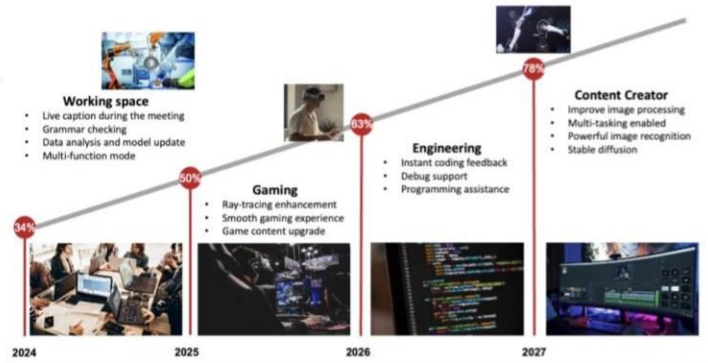 78%
Working space
• Live caption during the meeting
• Grammar checking
• Data analysis and model update
• Multi-function mode
Content Creator
• Improve image processing
• Multi-tasking enabled
• Powerful image recognition
• Stable diffusion
63%
Engineering
• Instant coding feedback
• Debug support
• Programming assistance
50%
Gaming
• Ray-tracing enhancement
• Smooth gaming experience
• Game content upgrade
34%
2024 2025 2026 2027